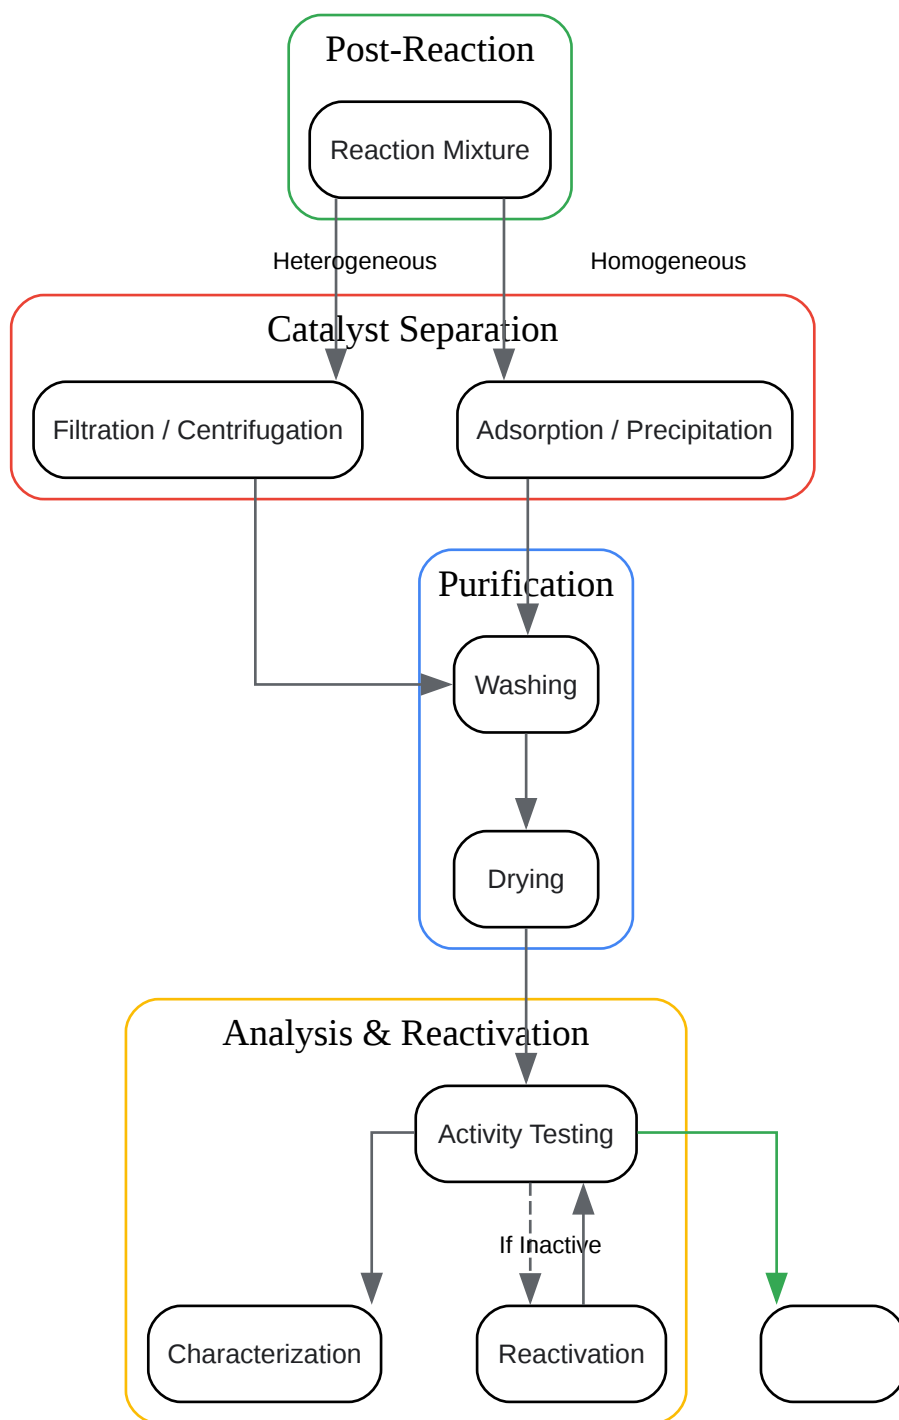 Post-Reaction
Reaction Mixture
Heterogeneous
Homogeneous
Catalyst Separation
Filtration / Centrifugation
Adsorption / Precipitation
Purification
Washing
Drying
Analysis & Reactivation
Activity Testing
If Inactive
Characterization
Reactivation